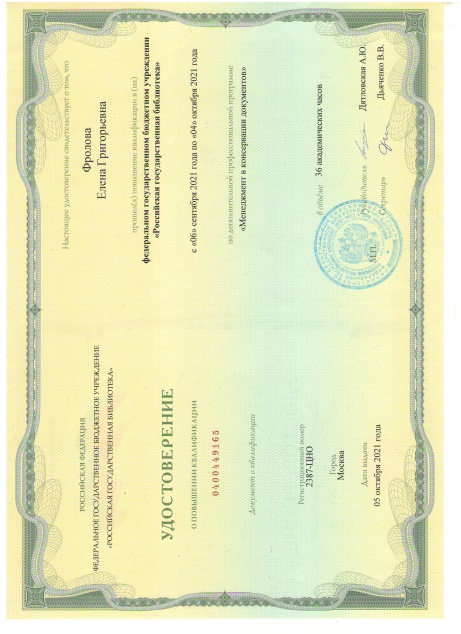 РОССИЙСКАЯ ФЕДЕРАЦИЯ
ФЕДЕРАЛЬНОЕ ГОСУДАРСТВЕННОЕ БЮДЖЕТНОЕ УЧРЕЖДЕНИЕ
«РОССИЙСКАЯ ГОСУДАРСТВЕННАЯ БИБЛИОТЕКА»
УДОСТОВЕРЕНИЕ
О ПОВЫШЕНИИ КВАЛИФИКАЦИИ
0400449165
Документ о квалификации
Регистрационный номер
2387-ЦНО
Город
Москва
Дата выдачи
05 октября 2021 года
Настоящее удостоверение свидетельствует о том, что
Фролова
Елена Григорьевна
прошел(а) повышение квалификации в (на)
федеральном государственном бюджетном учреждении
«Российская государственная библиотека»
с «06» сентября 2021 года по «04» октября 2021 года
по дополнительной профессиональной программе
«Менеджмент в консервации документов»
в объёме 36 академических часов
Руководитель Дятловская А.Ю.
М.П.
Секретарь Дьяченко В.В.